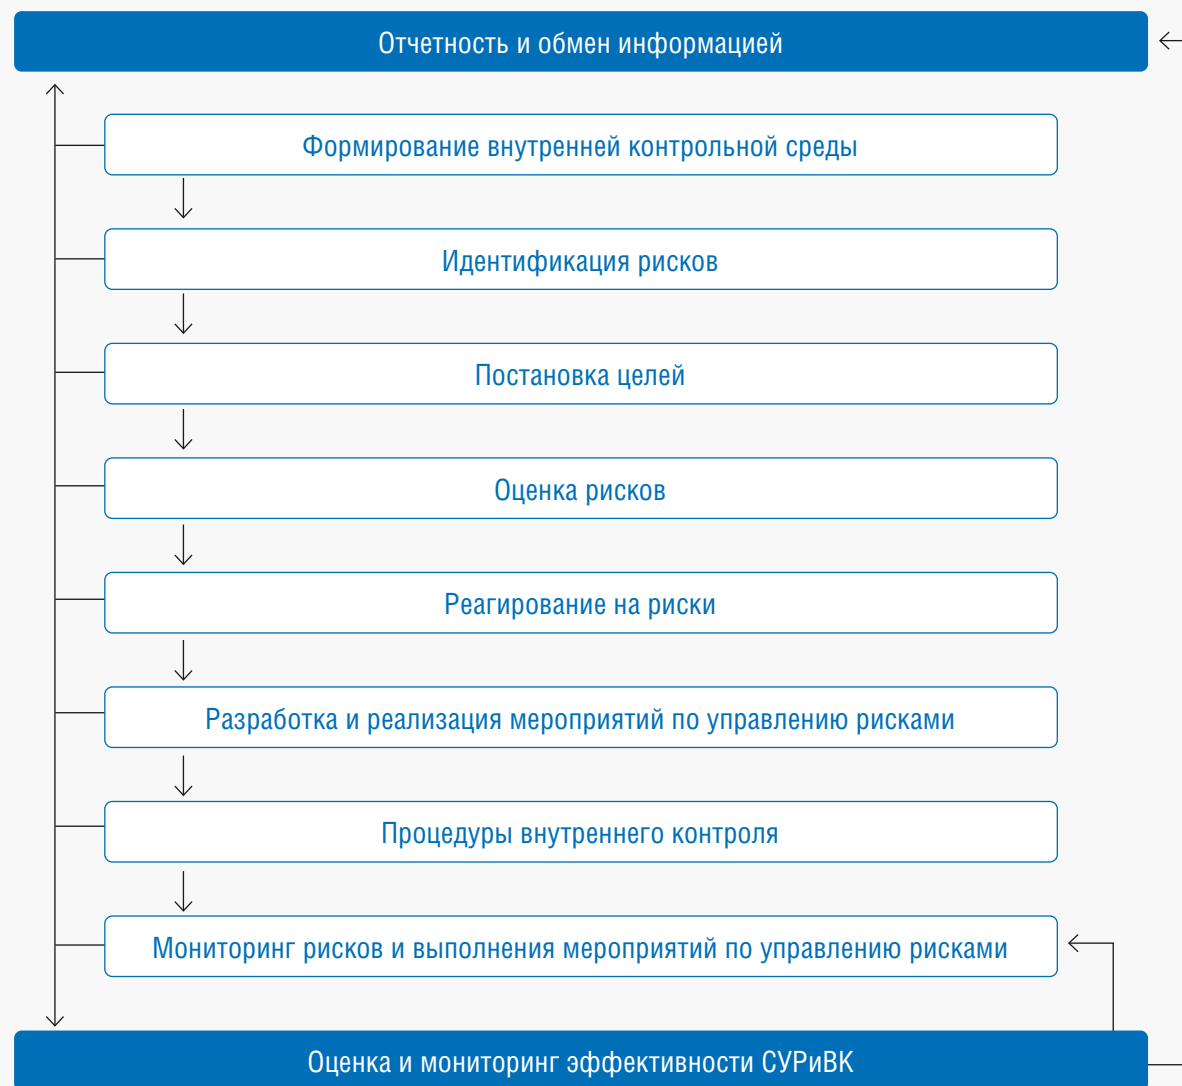 Отчетность и обмен информацией
Формирование внутренней контрольной среды
Идентификация рисков
Постановка целей
Оценка рисков
Реагирование на риски
Разработка и реализация мероприятий по управлению рисками
Процедуры внутреннего контроля
Мониторинг рисков и выполнения мероприятий по управлению рисками
Оценка и мониторинг эффективности СУРиВК